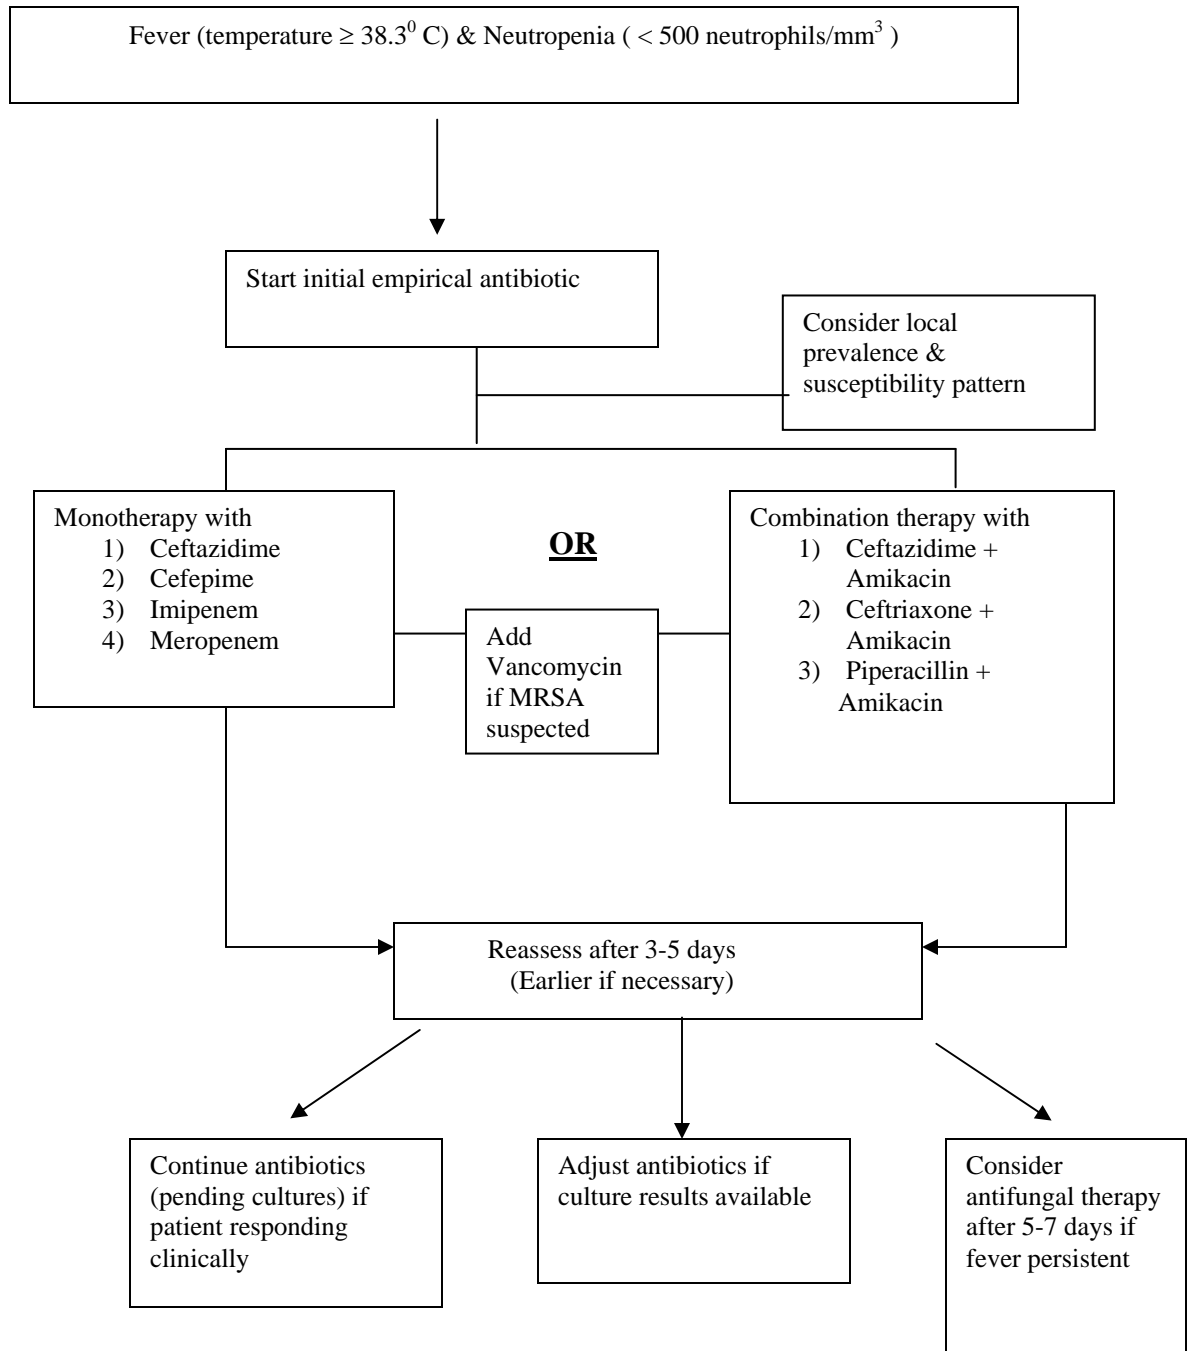 Fever (temperature ≥ 38.3⁰ C) & Neutropenia ( < 500 neutrophils/mm³ )
Start initial empirical antibiotic
Consider local
prevalence &
susceptibility pattern
Monotherapy with
1) Ceftazidime
2) Cefepime
3) Imipenem
4) Meropenem
OR
Add
Vancomycin
if MRSA
suspected
Combination therapy with
1) Ceftazidime +
Amikacin
2) Ceftriaxone +
Amikacin
3) Piperacillin +
Amikacin
Reassess after 3-5 days
(Earlier if necessary)
Continue antibiotics
(pending cultures) if
patient responding
clinically
Adjust antibiotics if
culture results available
Consider
antifungal therapy
after 5-7 days if
fever persistent